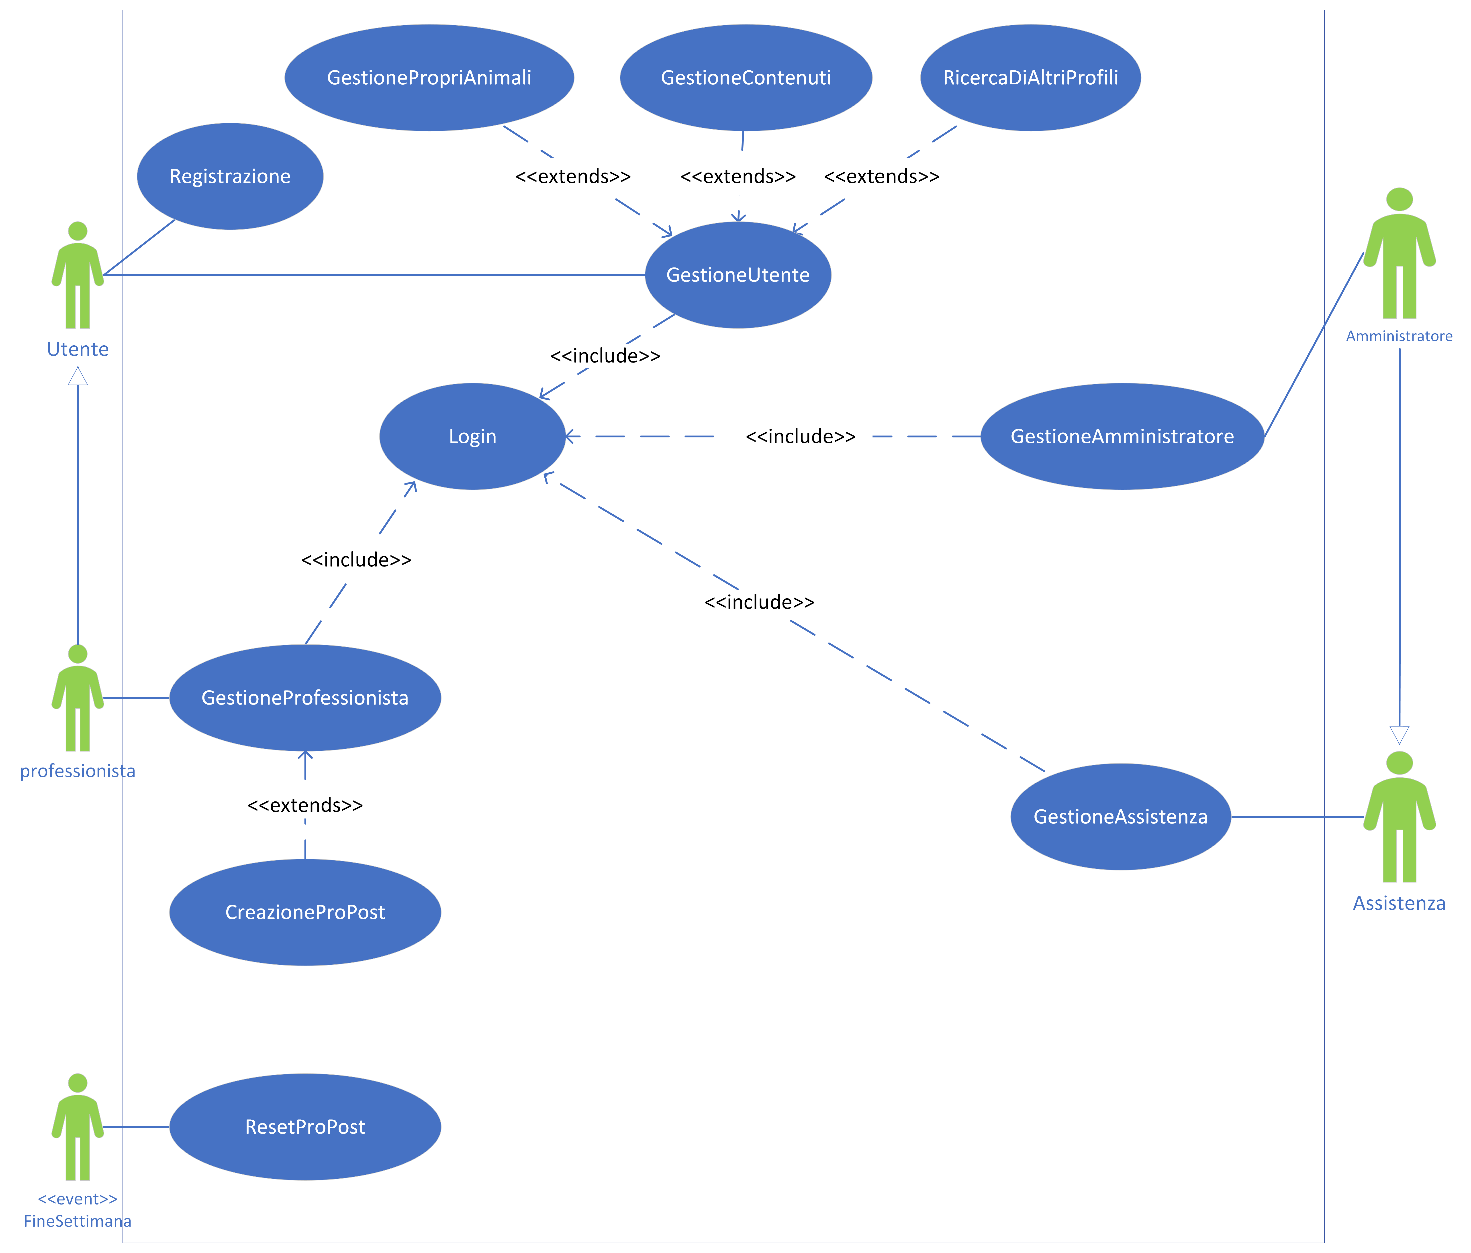 GestionePropriAnimali
GestioneContenuti
RicercaDiAltriProfili
Registrazione
<<extends>>
<<extends>>
<<extends>>
GestioneUtente
Utente
Amministratore
<<include>>
Login
<<include>>
GestioneAmministratore
<<include>>
<<include>>
GestioneProfessionista
professionista
<<extends>>
GestioneAssistenza
Assistenza
CreazioneProPost
ResetProPost
<<event>>
FineSettimana